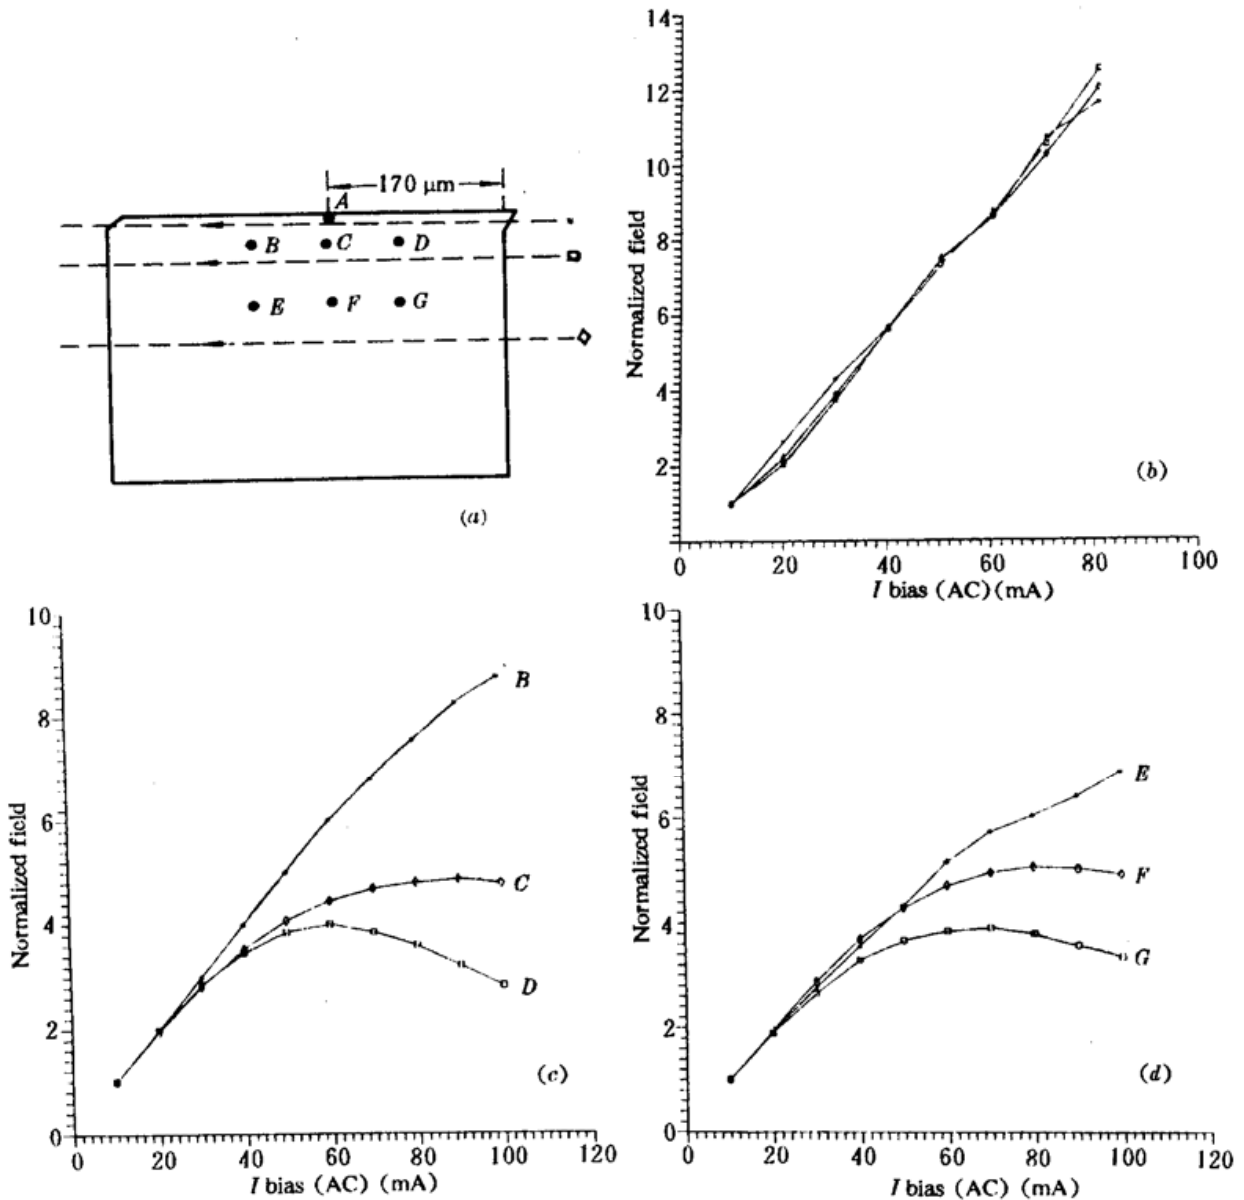 170 μm
A
B C D
E F G
(a)
14
12
10
8
6
4
2
0 20 40 60 80 100
Normalized field
I bias (AC) (mA)
(b)
10
8
6
4
2
0
0 20 40 60 80 100 120
Normalized field
I bias (AC) (mA)
B
C
D
(c)
10
8
6
4
2
0
0 20 40 60 80 100 120
Normalized field
I bias (AC) (mA)
E
F
G
(d)